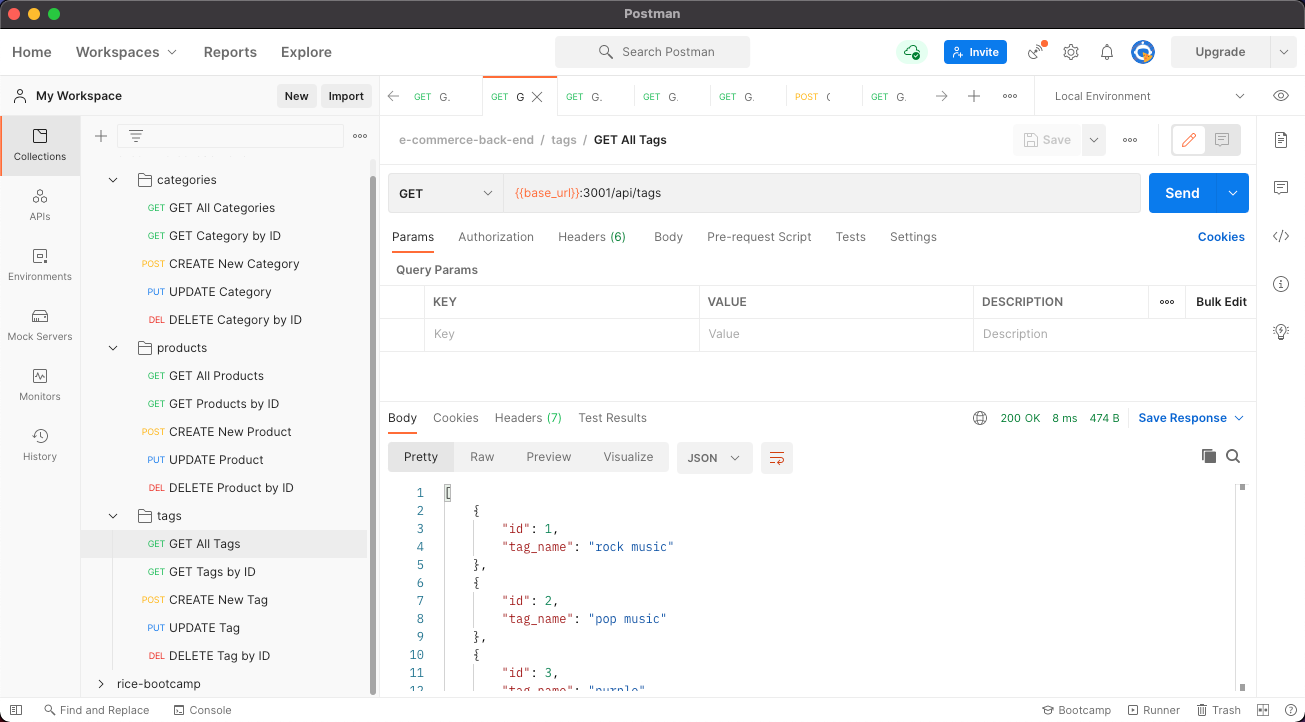 Postman
Home Workspaces Reports Explore Search Postman Invite Upgrade
My Workspace New Import
GET G. GET G GET G. GET G. GET G. POST GET G. Local Environment
Collections
APIs
Environments
Mock Servers
Monitors
History
categories
GET GET All Categories
GET GET Category by ID
POST CREATE New Category
PUT UPDATE Category
DEL DELETE Category by ID
products
GET GET All Products
GET GET Products by ID
POST CREATE New Product
PUT UPDATE Product
DEL DELETE Product by ID
tags
GET GET All Tags
GET GET Tags by ID
POST CREATE New Tag
PUT UPDATE Tag
DEL DELETE Tag by ID
rice-bootcamp
e-commerce-back-end / tags / GET All Tags Save
GET {{base_url}}:3001/api/tags Send
Params Authorization Headers (6) Body Pre-request Script Tests Settings Cookies
Query Params
KEY VALUE DESCRIPTION Bulk Edit
Key Value Description
Body Cookies Headers (7) Test Results 200 OK 8 ms 474 B Save Response
Pretty Raw Preview Visualize JSON
1 [
2 {
3 "id": 1,
4 "tag_name": "rock music"
5 },
6 {
7 "id": 2,
8 "tag_name": "pop music"
9 },
10 {
11 "id": 3,
12 "tag_name": "purple"
Find and Replace Console Bootcamp Runner Trash